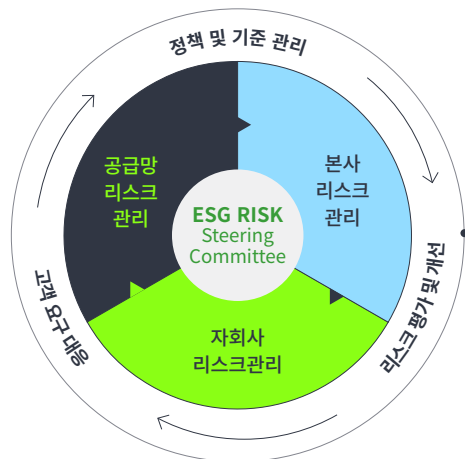 정책 및 기준 관리
공급망
리스크
관리
본사
리스크
관리
ESG RISK
Steering
Committee
자회사
리스크관리
고객 요구 대응
리스크 평가 및 개선